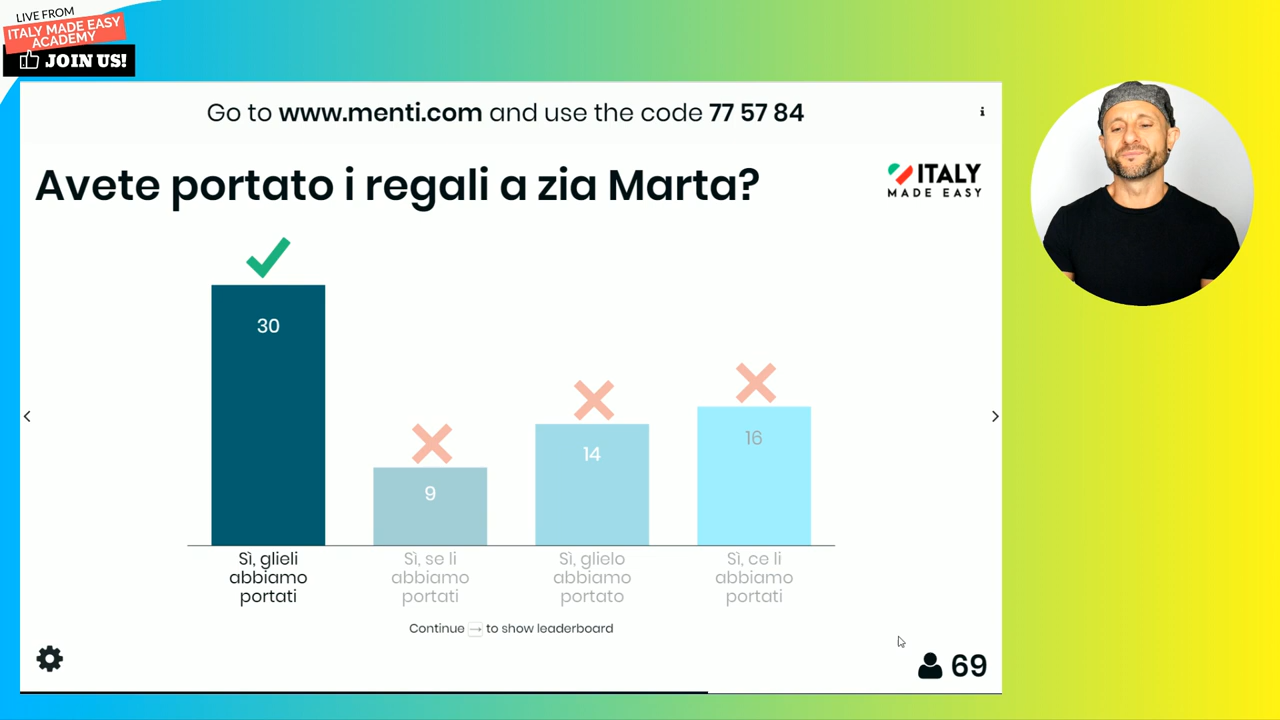 LIVE FROM
ITALY MADE EASY
ACADEMY
JOIN US!
Go to www.menti.com and use the code 77 57 84
Avete portato i regali a zia Marta?
ITALY
MADE EASY
30
9
14
16
Sì, glieli
abbiamo
portati
Sì, se li
abbiamo
portati
Sì, glielo
abbiamo
portato
Sì, ce li
abbiamo
portati
Continue → to show leaderboard
69